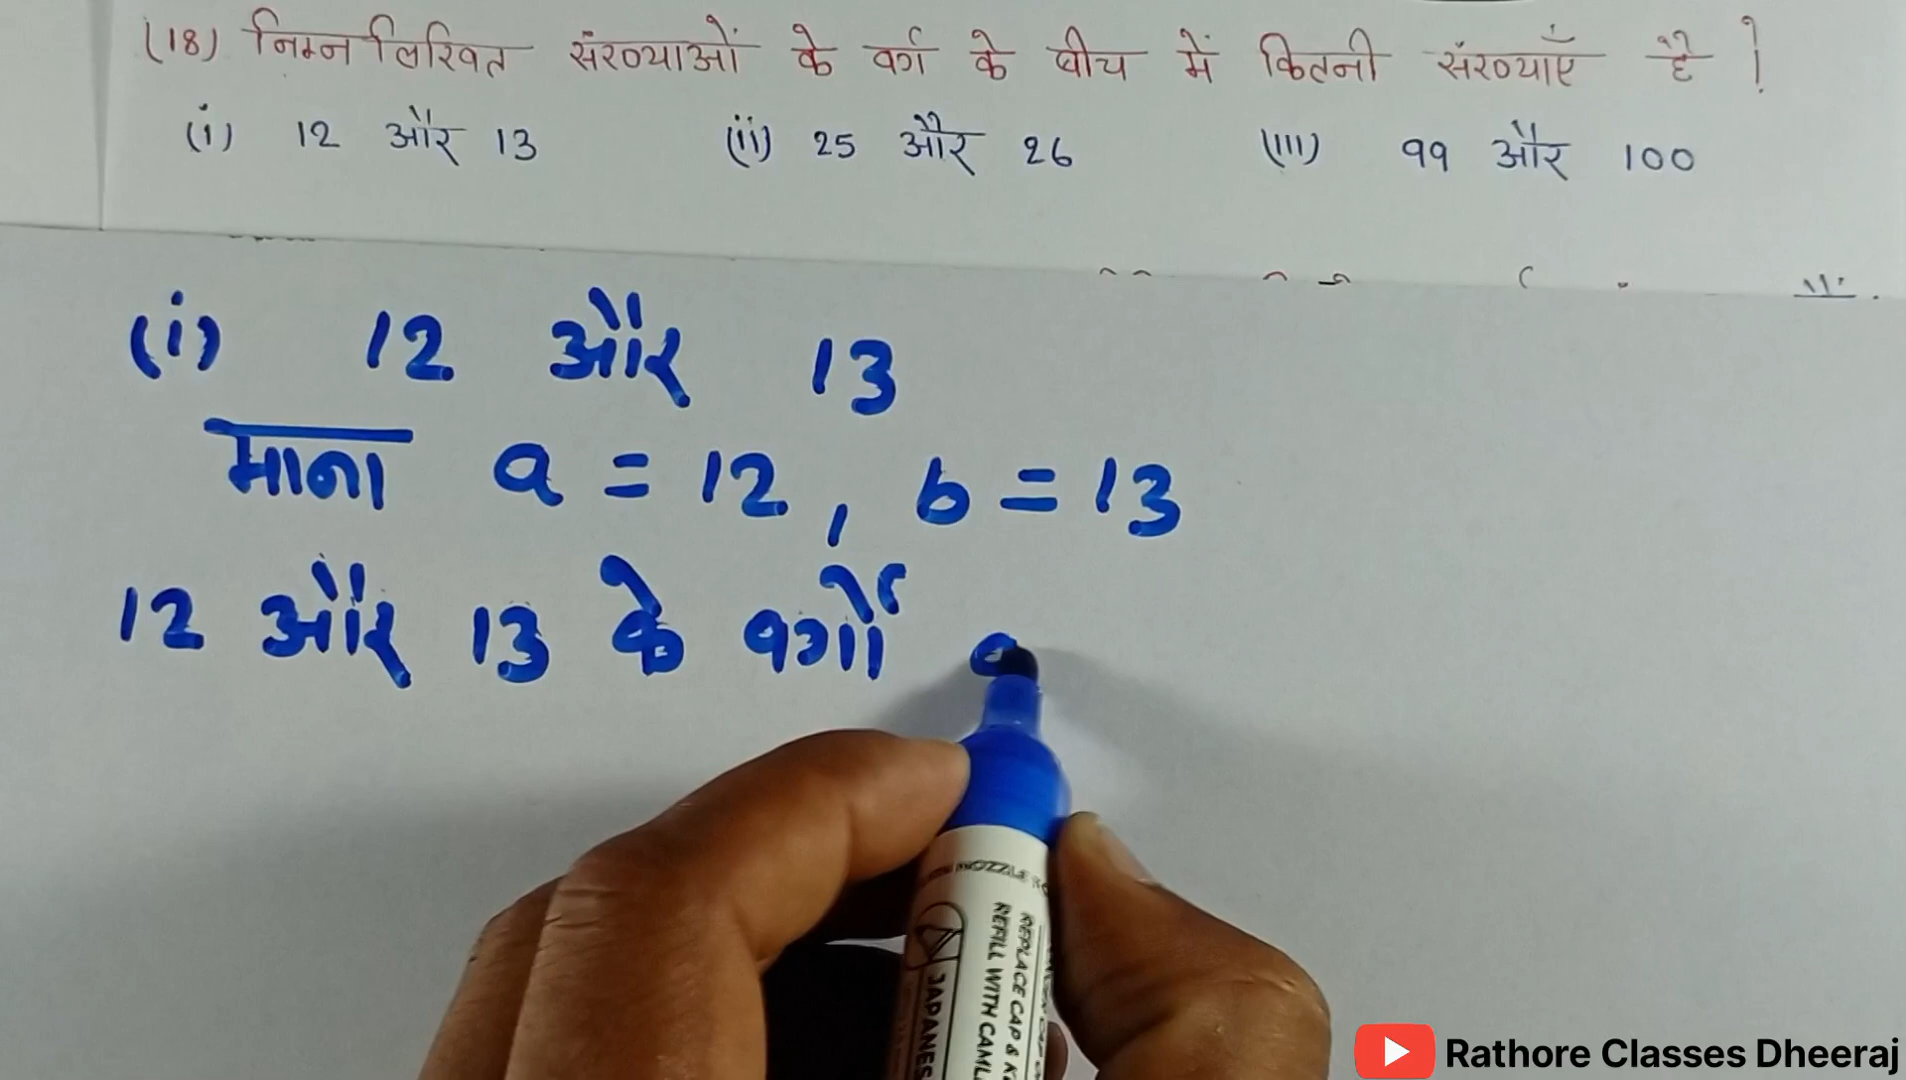 (18) निम्नलिखित संख्याओं के वर्ग के बीच में कितनी संख्याएँ है ?
(i) 12 और 13 (ii) 25 और 26 (III) 99 और 100
(i) 12 और 13
माना a = 12, b = 13
12 और 13 के वर्गो
REPLACE CAP &
REFILL WITH CAML
JAPANES
Rathore Classes Dheeraj